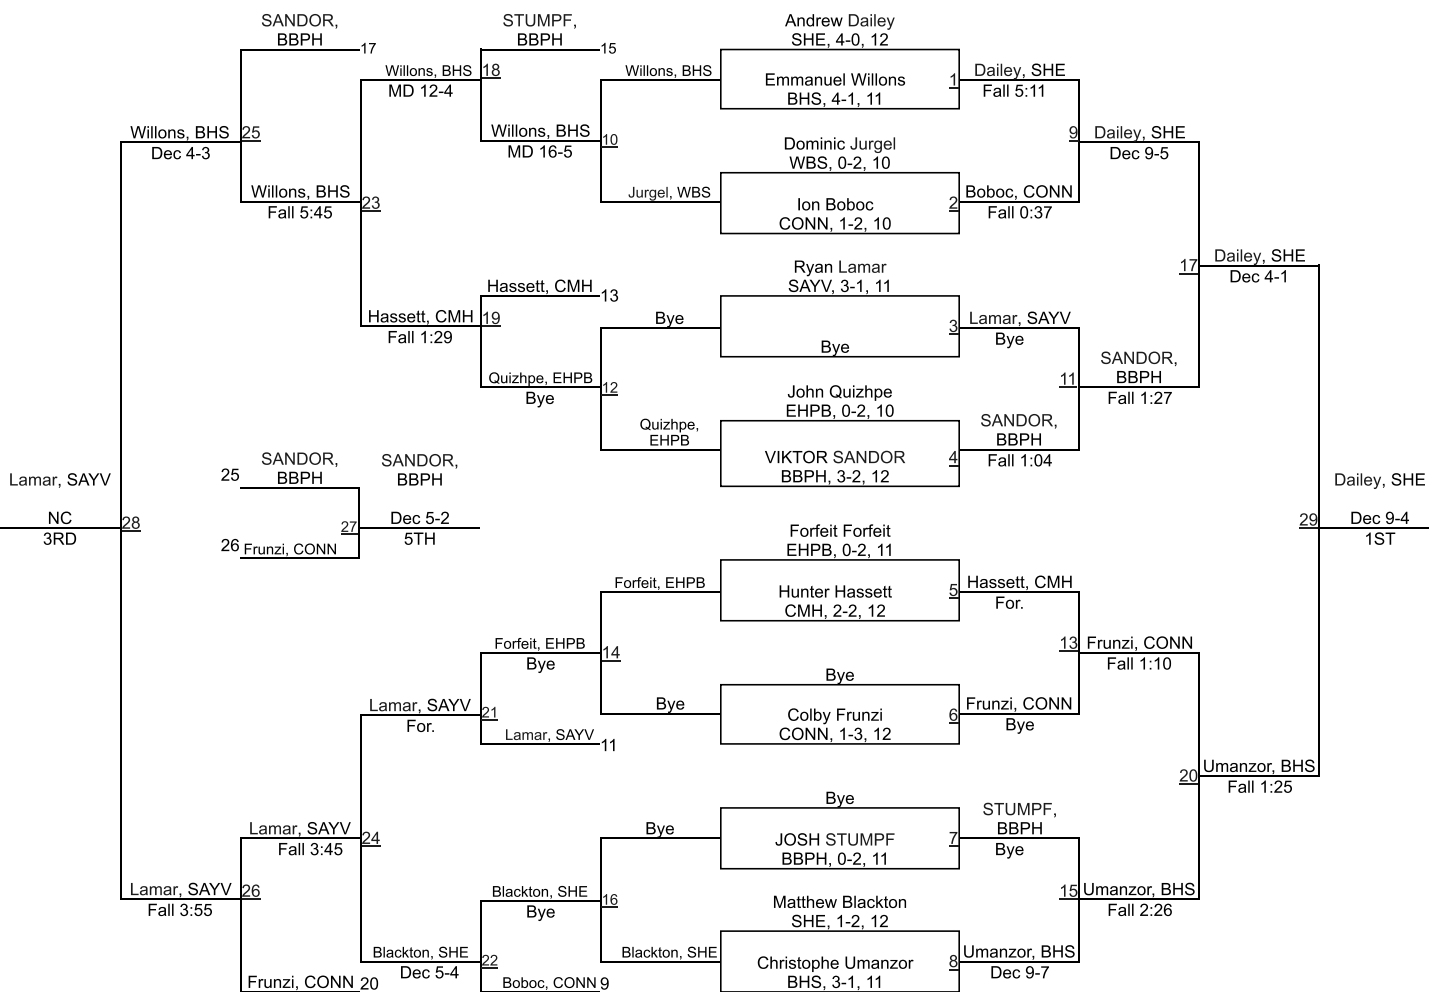 SANDOR,
BBPH
17
STUMPF,
BBPH
15
Andrew Dailey
SHE, 4-0, 12
Willons, BHS
18
MD 12-4
Willons, BHS
Emmanuel Willons
BHS, 4-1, 11
1
Dailey, SHE
Fall 5:11
Willons, BHS
25
Dec 4-3
Willons, BHS
MD 16-5
10
Dominic Jurgel
WBS, 0-2, 10
9
Dailey, SHE
Dec 9-5
Willons, BHS
Fall 5:45
23
Jurgel, WBS
Ion Boboc
CONN, 1-2, 10
2
Boboc, CONN
Fall 0:37
17
Dailey, SHE
Dec 4-1
Hassett, CMH
13
Ryan Lamar
SAYV, 3-1, 11
Hassett, CMH
19
Fall 1:29
Bye
Bye
3
Lamar, SAYV
Bye
Quizhpe, EHPB
Bye
12
John Quizhpe
EHPB, 0-2, 10
11
SANDOR,
BBPH
Fall 1:27
Quizhpe,
EHPB
VIKTOR SANDOR
BBPH, 3-2, 12
4
SANDOR,
BBPH
Fall 1:04
Lamar, SAYV
NC
3RD
28
25
SANDOR,
BBPH
26
Frunzi, CONN
27
SANDOR,
BBPH
Dec 5-2
5TH
29
Dailey, SHE
Dec 9-4
1ST
Forfeit Forfeit
EHPB, 0-2, 11
Forfeit, EHPB
Hunter Hassett
CMH, 2-2, 12
5
Hassett, CMH
For.
Forfeit, EHPB
Bye
14
13
Frunzi, CONN
Fall 1:10
Bye
Bye
Colby Frunzi
CONN, 1-3, 12
6
Frunzi, CONN
Bye
Lamar, SAYV
For.
21
Lamar, SAYV
11
20
Umanzor, BHS
Fall 1:25
Bye
Bye
JOSH STUMPF
BBPH, 0-2, 11
7
STUMPF,
BBPH
Bye
Lamar, SAYV
Fall 3:45
24
Lamar, SAYV
Fall 3:55
26
Blackton, SHE
Bye
16
Matthew Blackton
SHE, 1-2, 12
15
Umanzor, BHS
Fall 2:26
Blackton, SHE
Dec 5-4
22
Blackton, SHE
Christophe Umanzor
BHS, 3-1, 11
8
Umanzor, BHS
Dec 9-7
Frunzi, CONN
20
Boboc, CONN
9